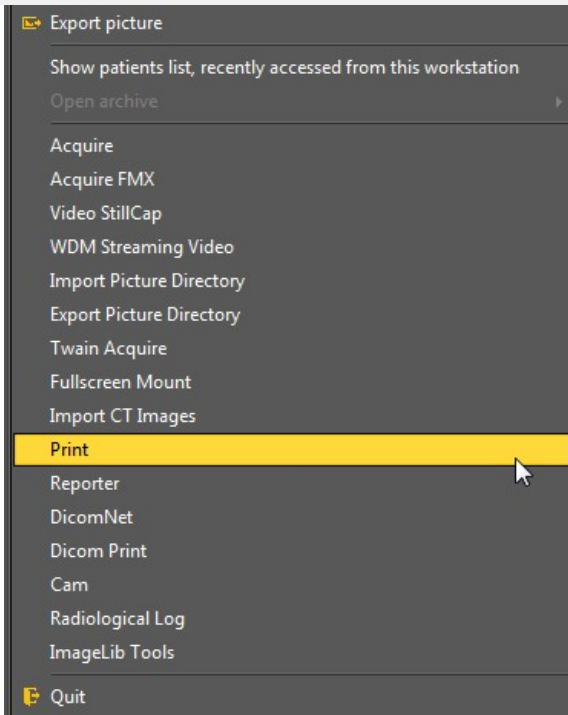 Export picture
Show patients list, recently accessed from this workstation
Open archive
Acquire
Acquire FMX
Video StillCap
WDM Streaming Video
Import Picture Directory
Export Picture Directory
Twain Acquire
Fullscreen Mount
Import CT Images
Print
Reporter
DicomNet
Dicom Print
Cam
Radiological Log
ImageLib Tools
Quit